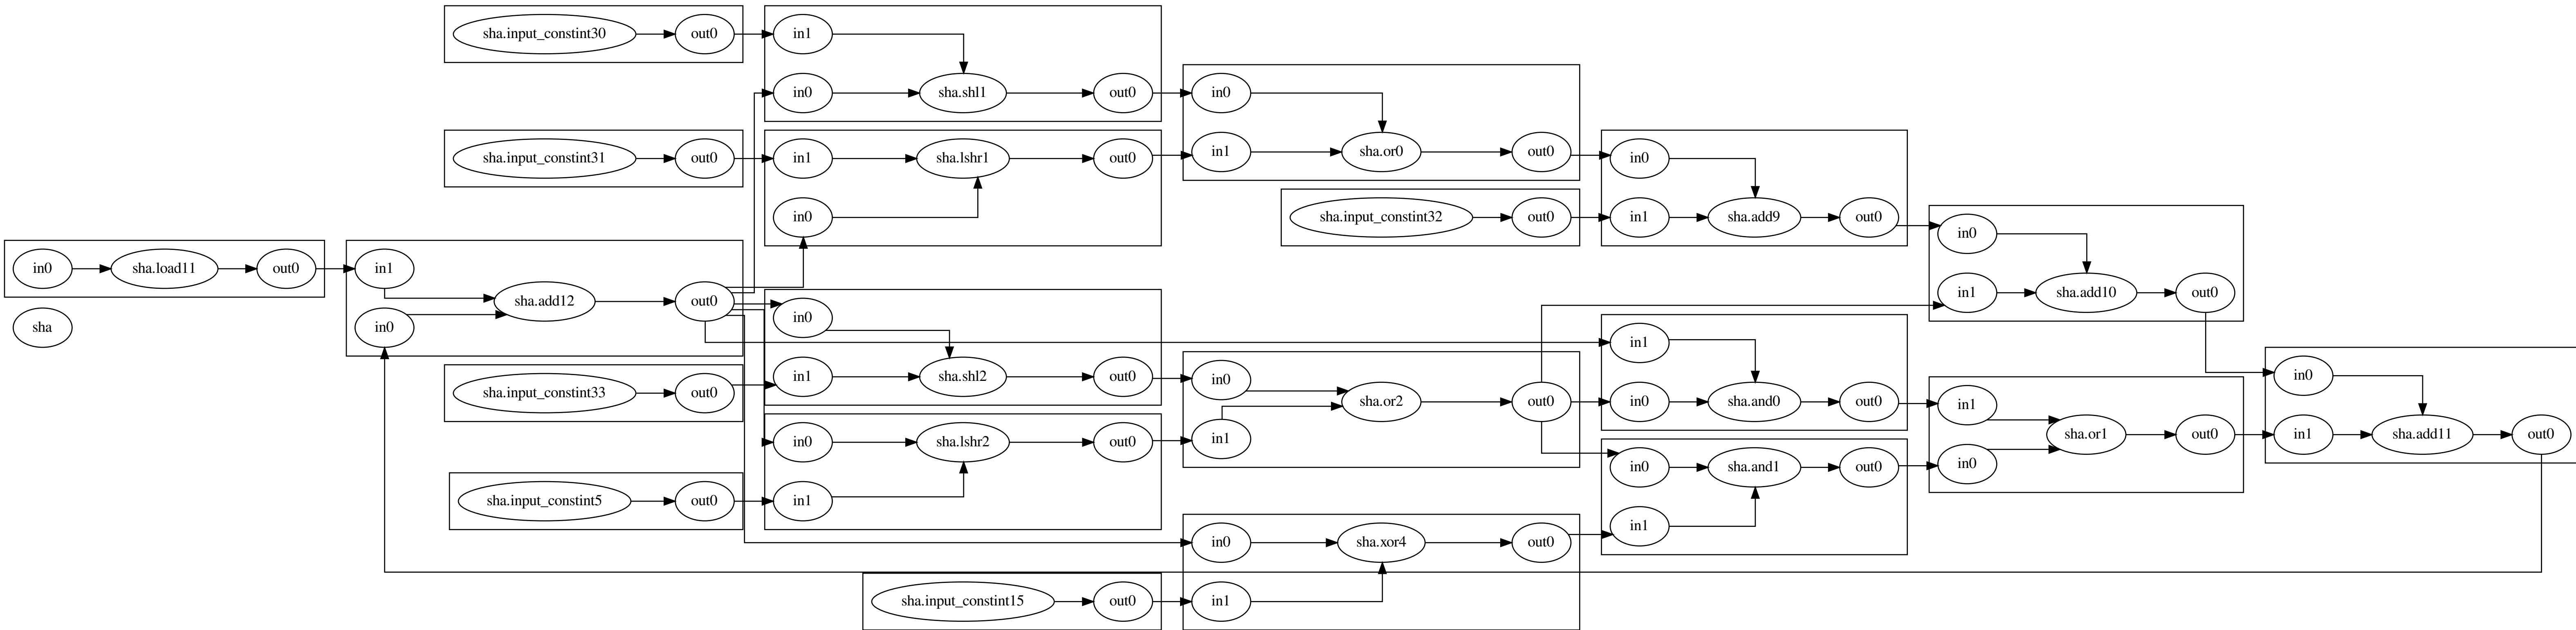 sha.input_constint30 out0
in1
in0 sha.shl1 out0
sha.input_constint31 out0
in1 sha.lshr1 out0
in0
in0
in1 sha.or0 out0
sha.input_constint32 out0
in0
in1 sha.add9 out0
in0
in1 sha.add10 out0
in0 sha.load11 out0
sha
in1
in0
sha.add12 out0
in0
in1 sha.shl2 out0
sha.input_constint33 out0
in0 sha.lshr2 out0
in1
sha.input_constint5 out0
in0
in1
sha.or2 out0
in1
in0 sha.and0 out0
in0 sha.and1 out0
in1
in1
in0
sha.or1 out0
in0
in1 sha.add11 out0
in0 sha.xor4 out0
in1
sha.input_constint15 out0